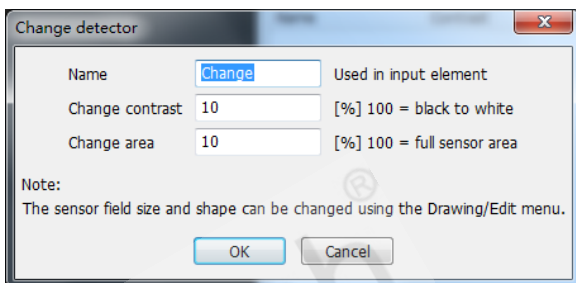 Change detector
Name Change Used in input element
Change contrast 10 [%] 100 = black to white
Change area 10 [%] 100 = full sensor area
Note:
The sensor field size and shape can be changed using the Drawing/Edit menu.
OK Cancel